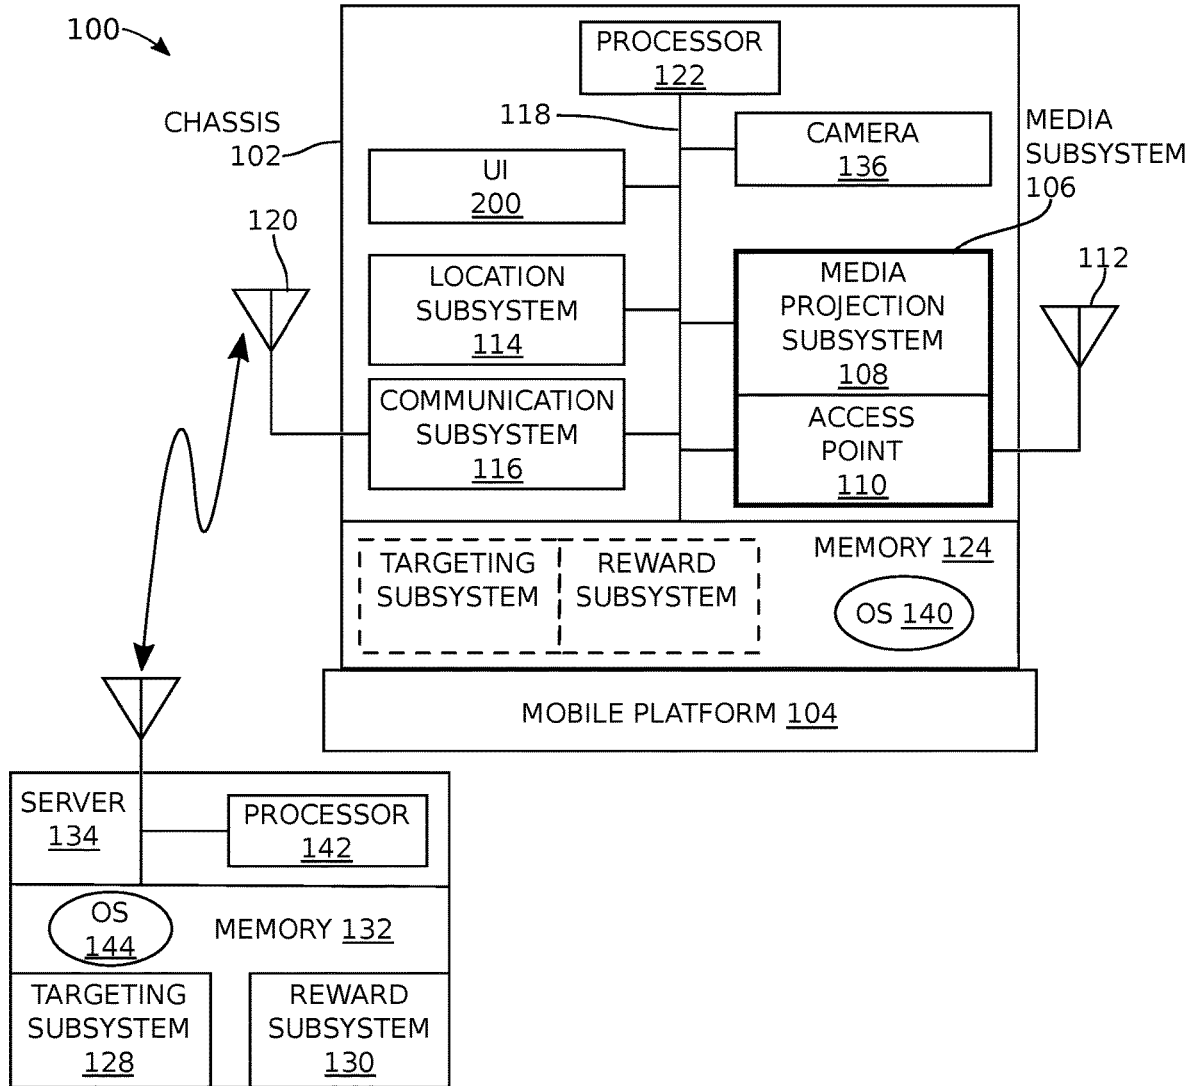 100
PROCESSOR
122
CHASSIS
102
118
CAMERA
136
MEDIA
SUBSYSTEM
106
UI
200
120
LOCATION
SUBSYSTEM
114
MEDIA
PROJECTION
SUBSYSTEM
108
112
COMMUNICATION
SUBSYSTEM
116
ACCESS
POINT
110
TARGETING
SUBSYSTEM
REWARD
SUBSYSTEM
MEMORY 124
OS 140
MOBILE PLATFORM 104
SERVER
134
PROCESSOR
142
OS
144
MEMORY 132
TARGETING
SUBSYSTEM
128
REWARD
SUBSYSTEM
130